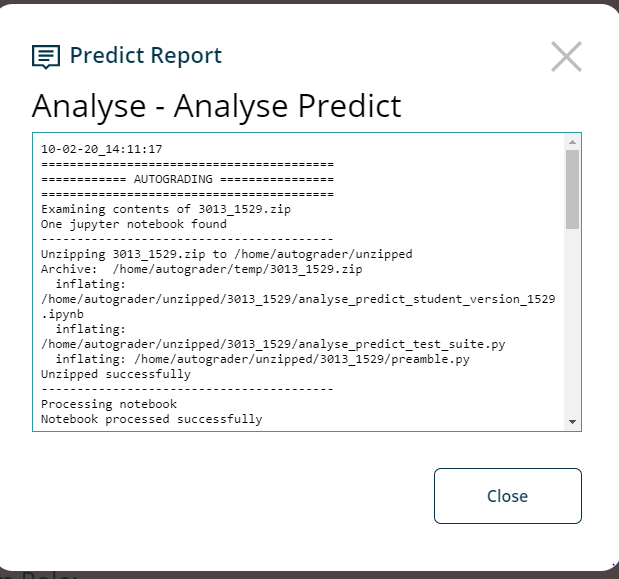 Predict Report
Analyse - Analyse Predict
10-02-20_14:11:17
=========================================
============ AUTOGRADING ================
=========================================
Examining contents of 3013_1529.zip
One jupyter notebook found
-----------------------------------------
Unzipping 3013_1529.zip to /home/autograder/unzipped
Archive:  /home/autograder/temp/3013_1529.zip
  inflating:
/home/autograder/unzipped/3013_1529/analyse_predict_student_version_1529
.ipynb
  inflating:
/home/autograder/unzipped/3013_1529/analyse_predict_test_suite.py
  inflating: /home/autograder/unzipped/3013_1529/preamble.py
Unzipped successfully
-----------------------------------------
Processing notebook
Notebook processed successfully
Close